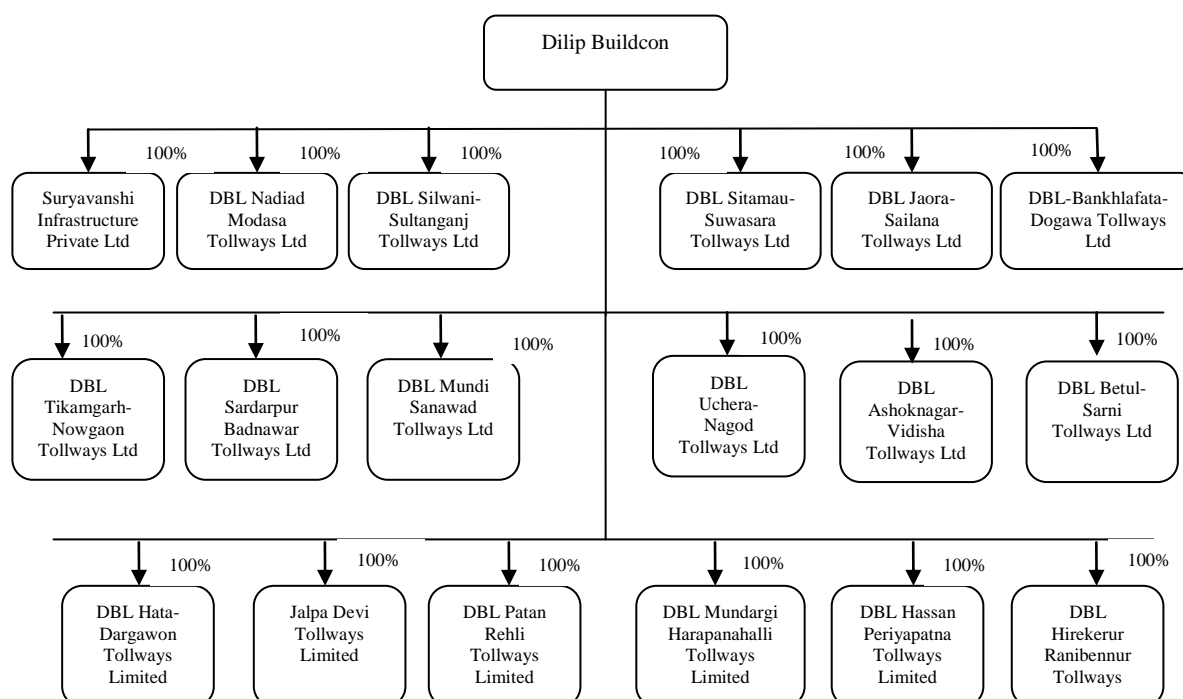 Dilip Buildcon
100%
100%
100%
100%
100%
100%
Suryavanshi
Infrastructure
Private Ltd
DBL Nadiad
Modasa
Tollways Ltd
DBL Silwani-
Sultanganj
Tollways Ltd
DBL Sitamau-
Suwasara
Tollways Ltd
DBL Jaora-
Sailana
Tollways Ltd
DBL-Bankhlafata-
Dogawa Tollways
Ltd
100%
100%
100%
100%
100%
100%
DBL
Tikamgarh-
Nowgaon
Tollways Ltd
DBL
Sardarpur
Badnawar
Tollways Ltd
DBL Mundi
Sanawad
Tollways Ltd
DBL
Uchera-
Nagod
Tollways Ltd
DBL
Ashoknagar-
Vidisha
Tollways Ltd
DBL Betul-
Sarni
Tollways Ltd
100%
100%
100%
100%
100%
100%
DBL Hata-
Dargawon
Tollways
Limited
Jalpa Devi
Tollways
Limited
DBL Patan
Rehli
Tollways
Limited
DBL Mundargi
Harapanahalli
Tollways
Limited
DBL Hassan
Periyapatna
Tollways
Limited
DBL
Hirekerur
Ranibennur
Tollways